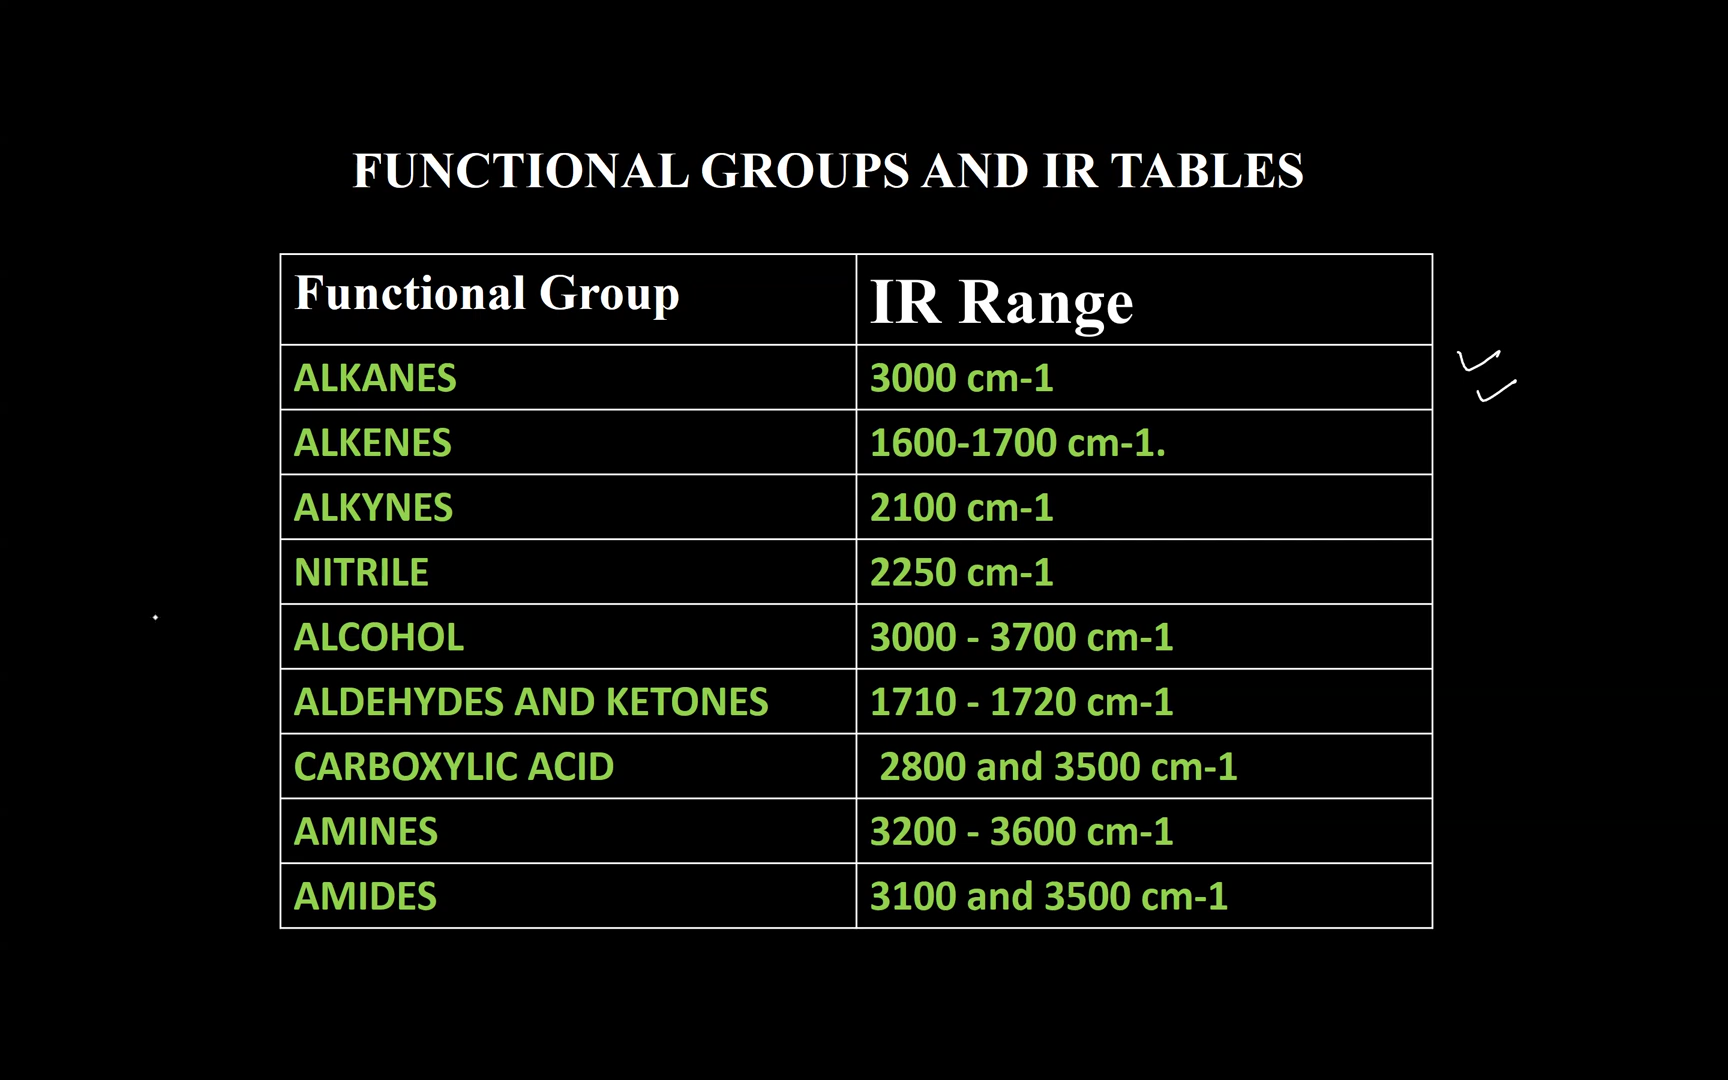 FUNCTIONAL GROUPS AND IR TABLES
Functional Group IR Range
ALKANES 3000 cm-1
ALKENES 1600-1700 cm-1.
ALKYNES 2100 cm-1
NITRILE 2250 cm-1
ALCOHOL 3000 - 3700 cm-1
ALDEHYDES AND KETONES 1710 - 1720 cm-1
CARBOXYLIC ACID 2800 and 3500 cm-1
AMINES 3200 - 3600 cm-1
AMIDES 3100 and 3500 cm-1